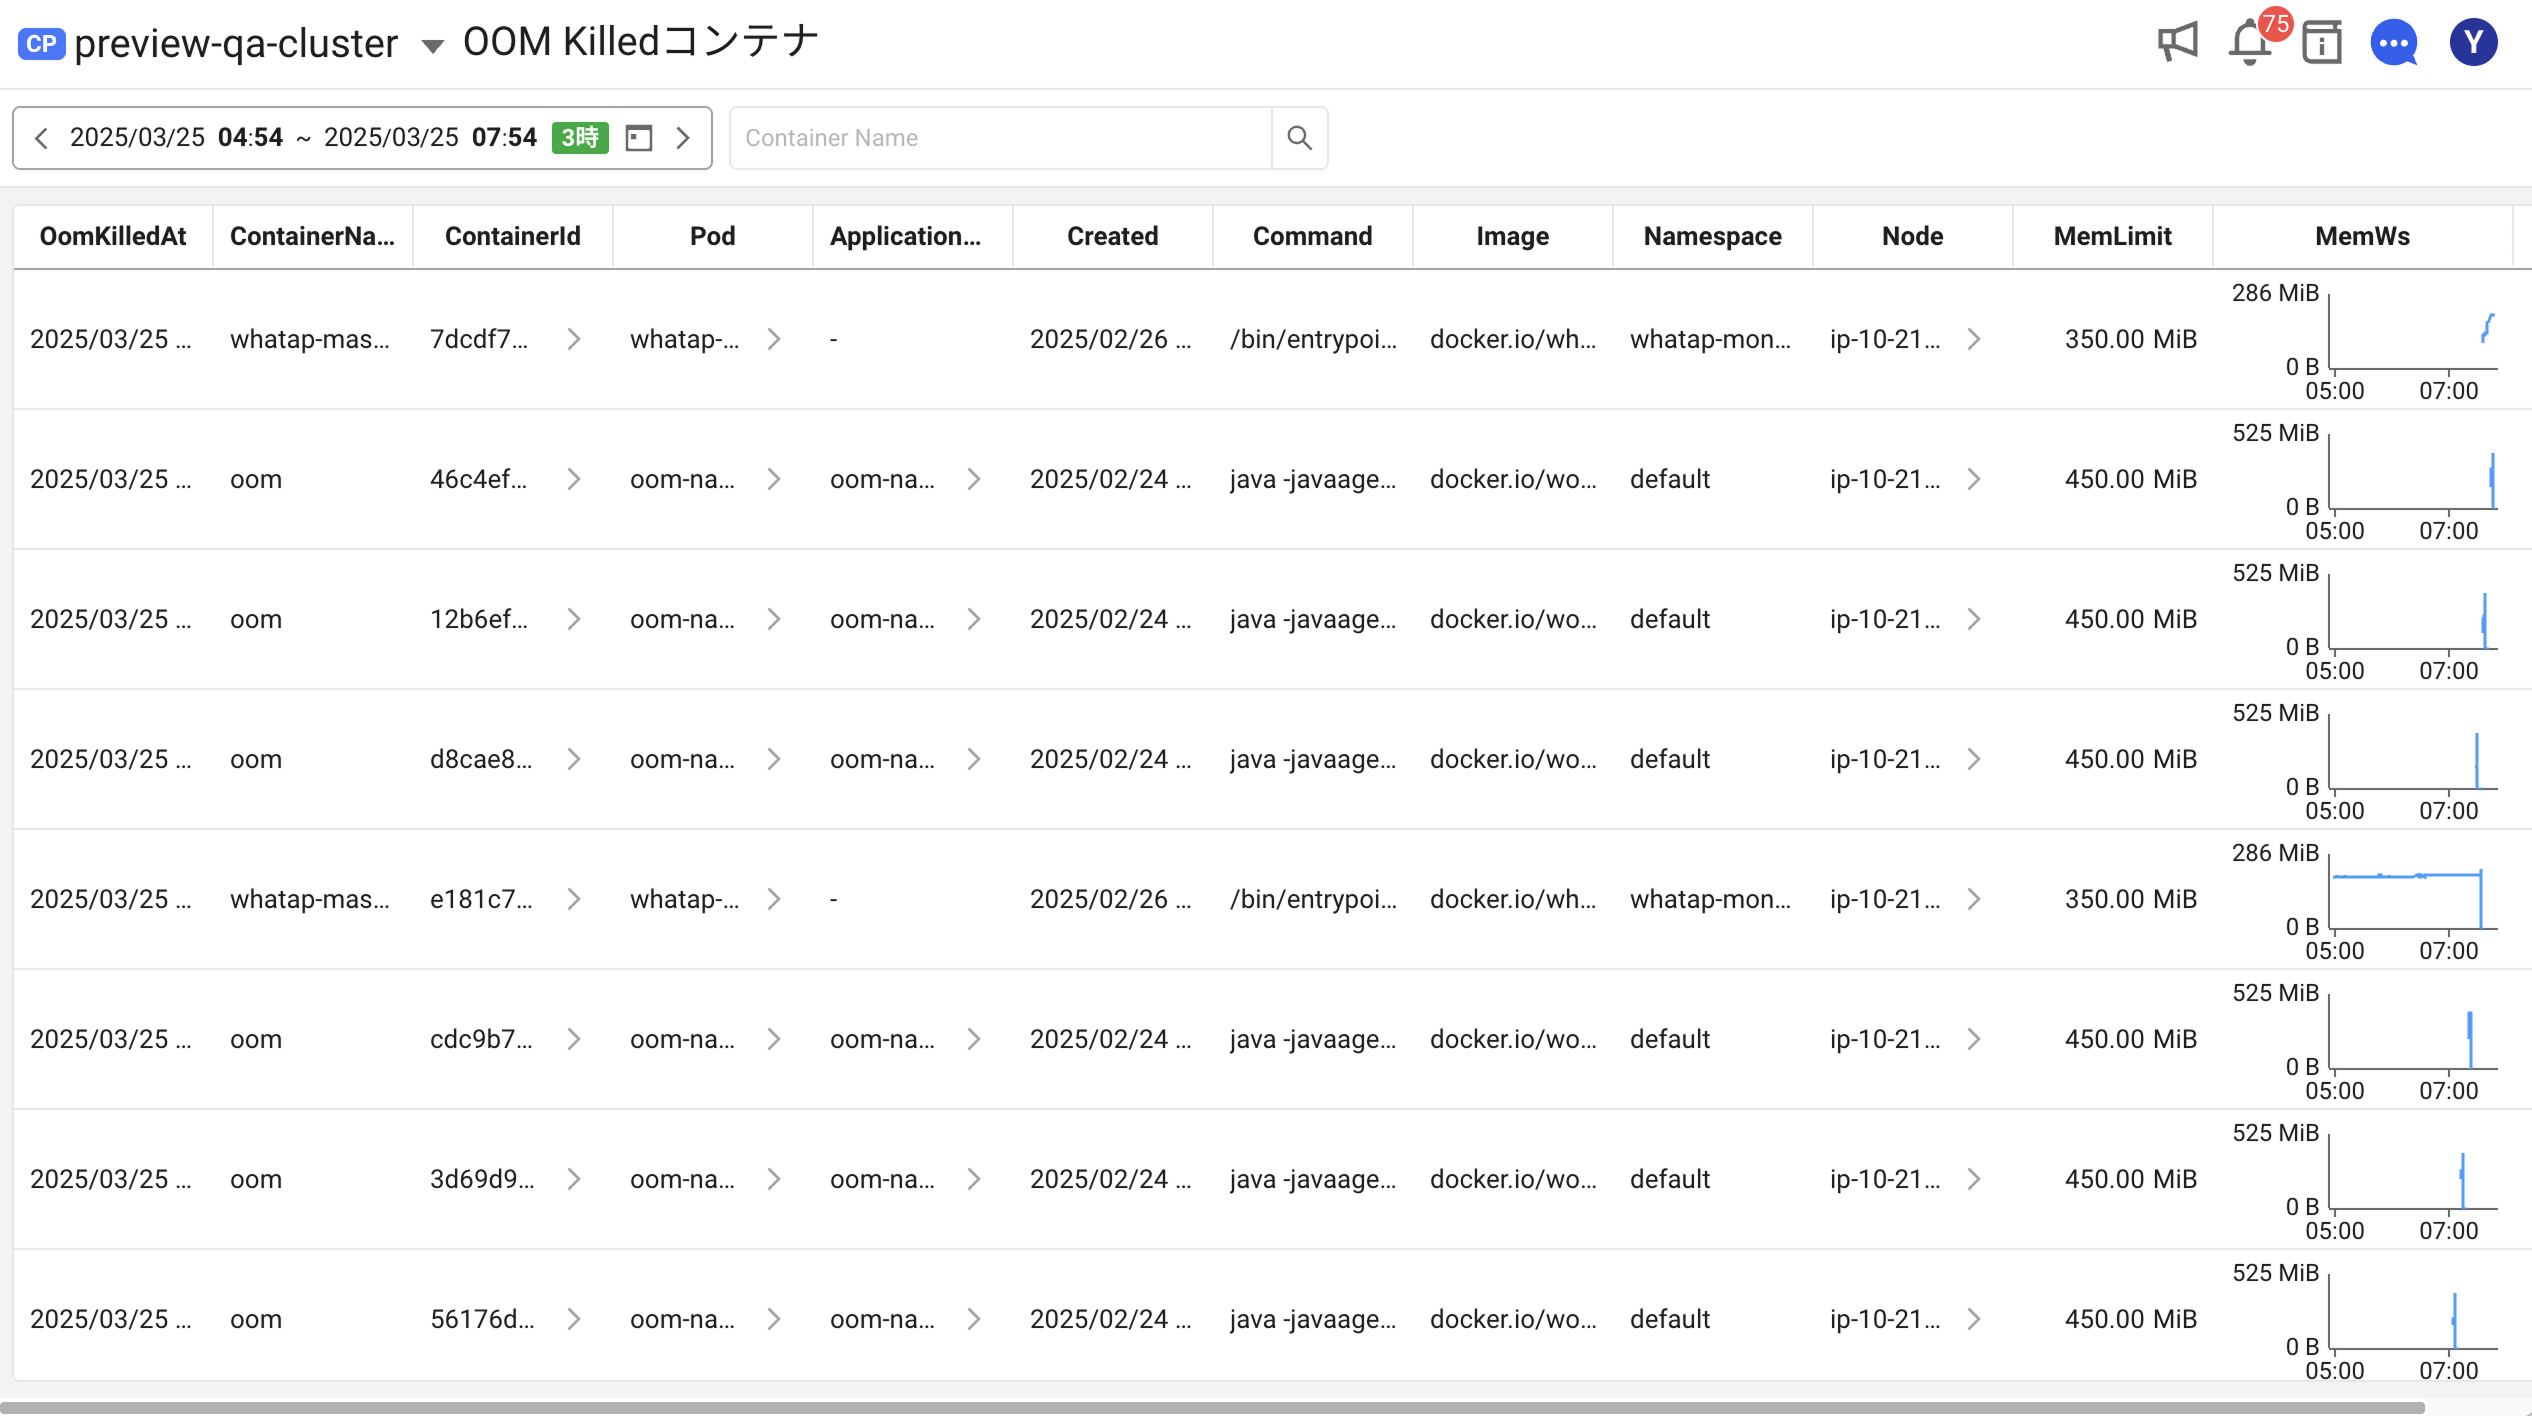 CP preview-qa-cluster OOM Killedコンテナ 75 Y
2025/03/25 04:54 ~ 2025/03/25 07:54 3時 Container Name
OomKilledAt ContainerNa... ContainerId Pod Application... Created Command Image Namespace Node MemLimit MemWs
286 MiB
2025/03/25 ... whatap-mas... 7dcdf7... whatap-... - 2025/02/26 ... /bin/entrypoi... docker.io/wh... whatap-mon... ip-10-21... 350.00 MiB
0 B
05:00 07:00
525 MiB
2025/03/25 ... oom 46c4ef... oom-na... oom-na... 2025/02/24 ... java -javaage... docker.io/wo... default ip-10-21... 450.00 MiB
0 B
05:00 07:00
525 MiB
2025/03/25 ... oom 12b6ef... oom-na... oom-na... 2025/02/24 ... java -javaage... docker.io/wo... default ip-10-21... 450.00 MiB
0 B
05:00 07:00
525 MiB
2025/03/25 ... oom d8cae8... oom-na... oom-na... 2025/02/24 ... java -javaage... docker.io/wo... default ip-10-21... 450.00 MiB
0 B
05:00 07:00
286 MiB
2025/03/25 ... whatap-mas... e181c7... whatap-... - 2025/02/26 ... /bin/entrypoi... docker.io/wh... whatap-mon... ip-10-21... 350.00 MiB
0 B
05:00 07:00
525 MiB
2025/03/25 ... oom cdc9b7... oom-na... oom-na... 2025/02/24 ... java -javaage... docker.io/wo... default ip-10-21... 450.00 MiB
0 B
05:00 07:00
525 MiB
2025/03/25 ... oom 3d69d9... oom-na... oom-na... 2025/02/24 ... java -javaage... docker.io/wo... default ip-10-21... 450.00 MiB
0 B
05:00 07:00
525 MiB
2025/03/25 ... oom 56176d... oom-na... oom-na... 2025/02/24 ... java -javaage... docker.io/wo... default ip-10-21... 450.00 MiB
0 B
05:00 07:00